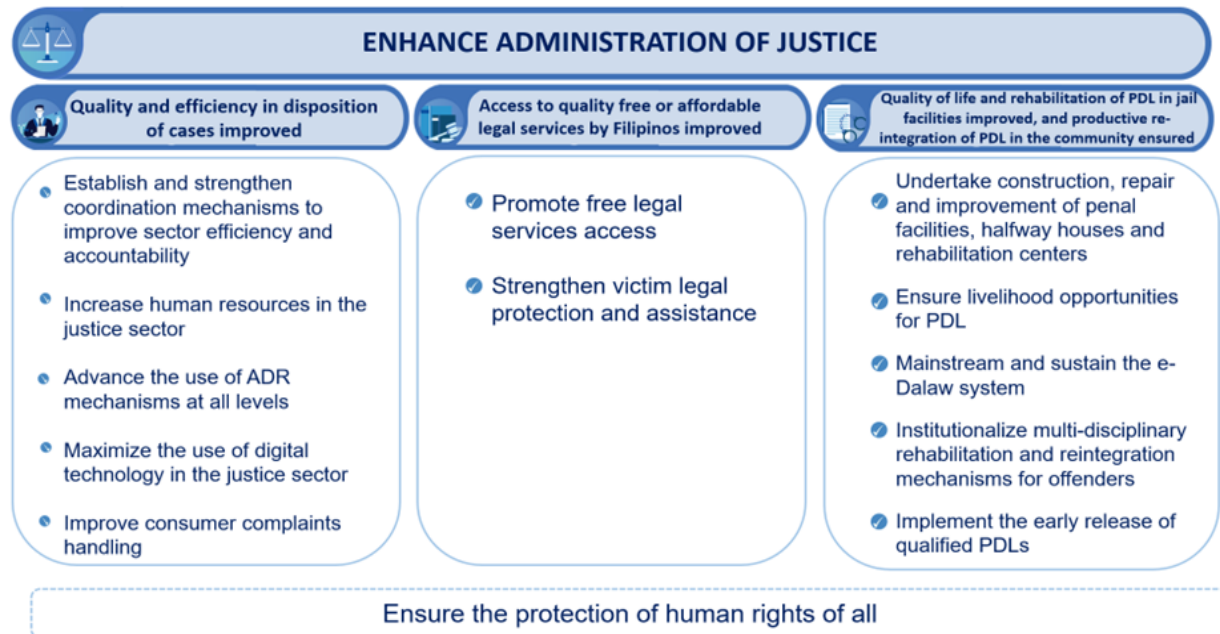 ENHANCE ADMINISTRATION OF JUSTICE
Quality and efficiency in disposition
of cases improved
Establish and strengthen
coordination mechanisms to
improve sector efficiency and
accountability
Increase human resources in the
justice sector
Advance the use of ADR
mechanisms at all levels
Maximize the use of digital
technology in the justice sector
Improve consumer complaints
handling
Access to quality free or affordable
legal services by Filipinos improved
Promote free legal
services access
Strengthen victim legal
protection and assistance
Quality of life and rehabilitation of PDL in jail
facilities improved, and productive re-
integration of PDL in the community ensured
Undertake construction, repair
and improvement of penal
facilities, halfway houses and
rehabilitation centers
Ensure livelihood opportunities
for PDL
Mainstream and sustain the e-
Dalaw system
Institutionalize multi-disciplinary
rehabilitation and reintegration
mechanisms for offenders
Implement the early release of
qualified PDLs
Ensure the protection of human rights of all